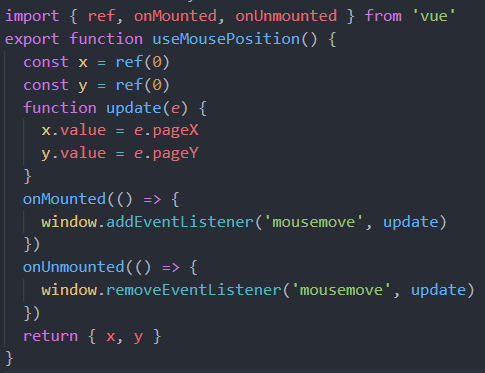 import { ref, onMounted, onUnmounted } from 'vue'
export function useMousePosition() {
  const x = ref(0)
  const y = ref(0)
  function update(e) {
    x.value = e.pageX
    y.value = e.pageY
  }
  onMounted(() => {
    window.addEventListener('mousemove', update)
  })
  onUnmounted(() => {
    window.removeEventListener('mousemove', update)
  })
  return { x, y }
}